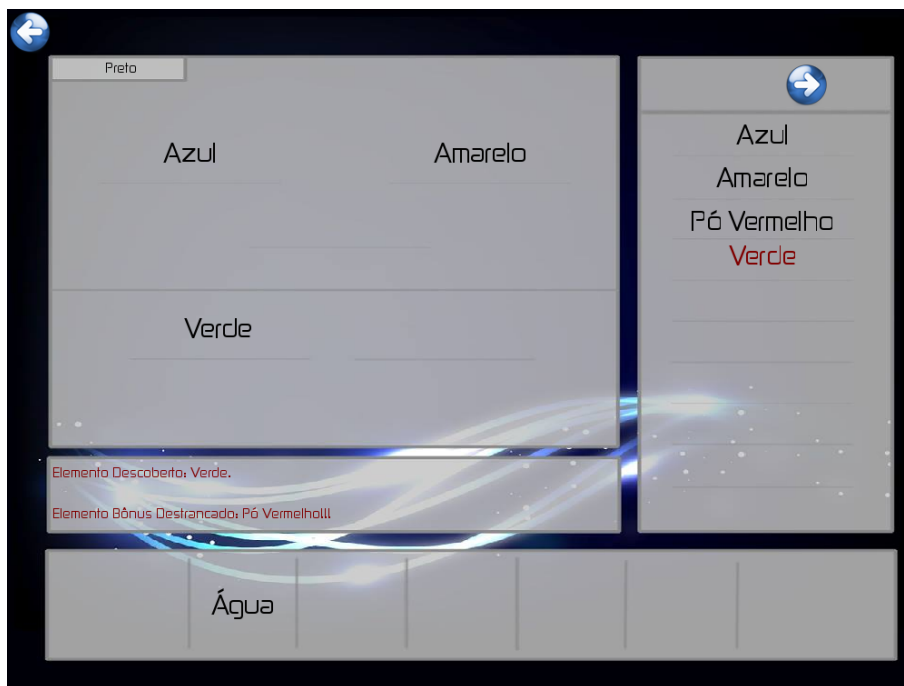 Preto
Azul
Amarelo
Verde
Azul
Amarelo
Pó Vermelho
Verde
Elemento Descoberto: Verde.
Elemento Bônus Destrancado: Pó Vermelho!!!
Água